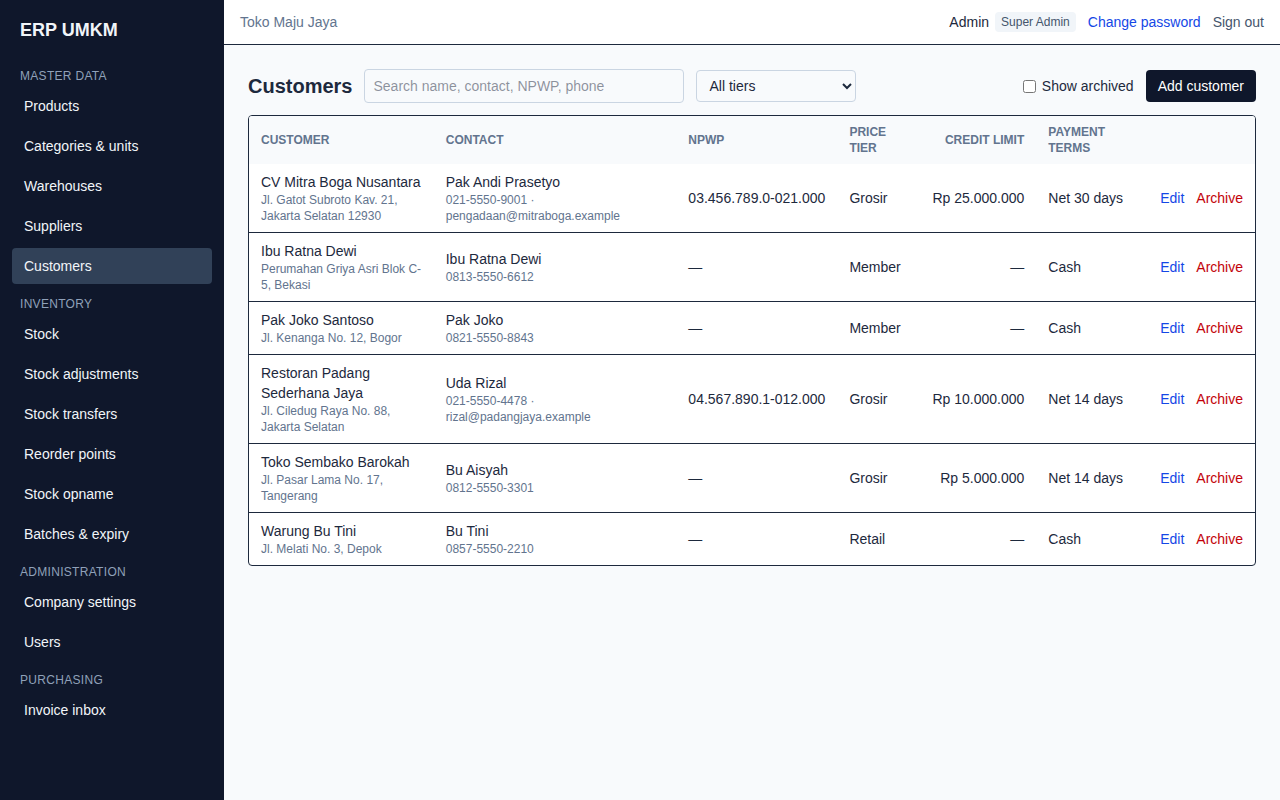 ERP UMKM
MASTER DATA
Products
Categories & units
Warehouses
Suppliers
Customers
INVENTORY
Stock
Stock adjustments
Stock transfers
Reorder points
Stock opname
Batches & expiry
ADMINISTRATION
Company settings
Users
PURCHASING
Invoice inbox
Toko Maju Jaya
Admin Super Admin Change password Sign out
Customers Search name, contact, NPWP, phone All tiers Show archived Add customer
CUSTOMER CONTACT NPWP PRICE TIER CREDIT LIMIT PAYMENT TERMS
CV Mitra Boga Nusantara
Jl. Gatot Subroto Kav. 21,
Jakarta Selatan 12930
Pak Andi Prasetyo
021-5550-9001 ·
pengadaan@mitraboga.example
03.456.789.0-021.000 Grosir Rp 25.000.000 Net 30 days Edit Archive
Ibu Ratna Dewi
Perumahan Griya Asri Blok C-
5, Bekasi
Ibu Ratna Dewi
0813-5550-6612
— Member — Cash Edit Archive
Pak Joko Santoso
Jl. Kenanga No. 12, Bogor
Pak Joko
0821-5550-8843
— Member — Cash Edit Archive
Restoran Padang
Sederhana Jaya
Jl. Ciledug Raya No. 88,
Jakarta Selatan
Uda Rizal
021-5550-4478 ·
rizal@padangjaya.example
04.567.890.1-012.000 Grosir Rp 10.000.000 Net 14 days Edit Archive
Toko Sembako Barokah
Jl. Pasar Lama No. 17,
Tangerang
Bu Aisyah
0812-5550-3301
— Grosir Rp 5.000.000 Net 14 days Edit Archive
Warung Bu Tini
Jl. Melati No. 3, Depok
Bu Tini
0857-5550-2210
— Retail — Cash Edit Archive